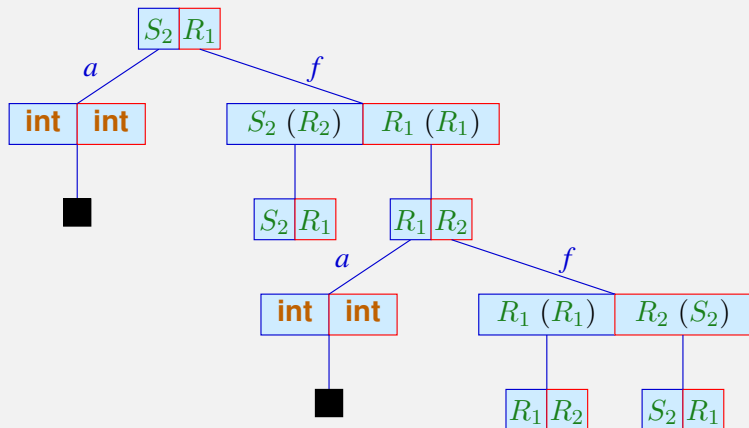 S₂ R₁
a f
int int S₂ (R₂) R₁ (R₁)
S₂ R₁ R₁ R₂
a f
int int R₁ (R₁) R₂ (S₂)
R₁ R₂ S₂ R₁